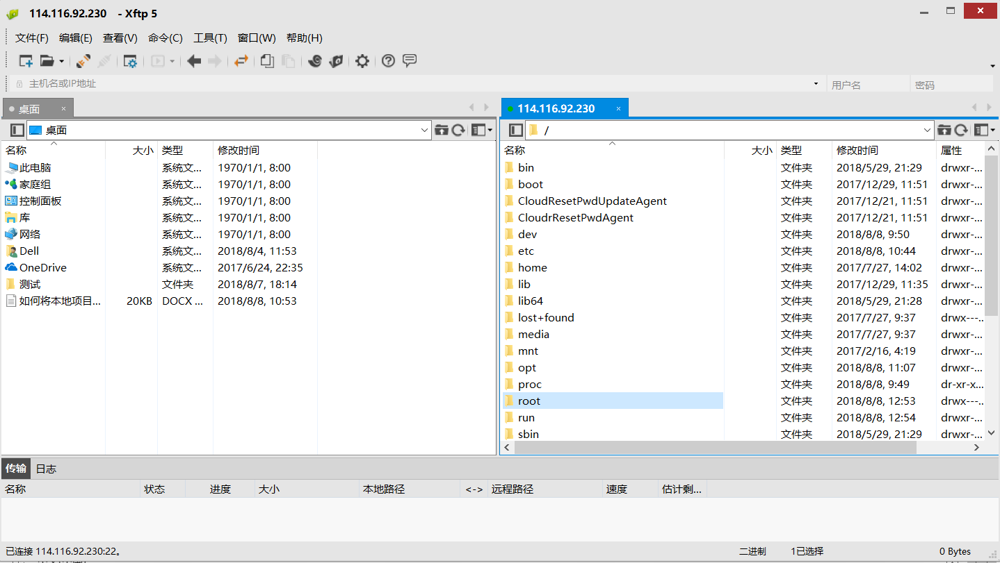 114.116.92.230 - Xftp 5
文件(F) 编辑(E) 查看(V) 命令(C) 工具(T) 窗口(W) 帮助(H)
主机名或IP地址 用户名 密码
桌面
桌面
名称 大小 类型 修改时间
此电脑 系统文... 1970/1/1, 8:00
家庭组 系统文... 1970/1/1, 8:00
控制面板 系统文... 1970/1/1, 8:00
库 系统文... 1970/1/1, 8:00
网络 系统文... 1970/1/1, 8:00
Dell 系统文... 2018/8/4, 11:53
OneDrive 系统文... 2017/6/24, 22:35
测试 文件夹 2018/8/7, 18:14
如何将本地项目... 20KB DOCX ... 2018/8/8, 10:53
114.116.92.230
/
名称 大小 类型 修改时间 属性
bin 文件夹 2018/5/29, 21:29 drwxr-...
boot 文件夹 2017/12/29, 11:51 drwxr-...
CloudResetPwdUpdateAgent 文件夹 2017/12/21, 11:51 drwxr-...
CloudrResetPwdAgent 文件夹 2017/12/21, 11:51 drwxr-...
dev 文件夹 2018/8/8, 9:50 drwxr-...
etc 文件夹 2018/8/8, 10:44 drwxr-...
home 文件夹 2017/7/27, 14:02 drwxr-...
lib 文件夹 2017/12/29, 11:35 drwxr-...
lib64 文件夹 2018/5/29, 21:28 drwxr-...
lost+found 文件夹 2017/7/27, 9:37 drwx---...
media 文件夹 2017/7/27, 9:37 drwxr-...
mnt 文件夹 2017/2/16, 4:19 drwxr-...
opt 文件夹 2018/8/8, 11:07 drwxr-...
proc 文件夹 2018/8/8, 9:49 dr-xr-x...
root 文件夹 2018/8/8, 12:53 drwx---...
run 文件夹 2018/8/8, 12:54 drwxr-...
sbin 文件夹 2018/5/29, 21:29 drwxr-...
传输 日志
名称 状态 进度 大小 本地路径 <-> 远程路径 速度 估计剩...
已连接 114.116.92.230:22。 二进制 1已选择 0 Bytes